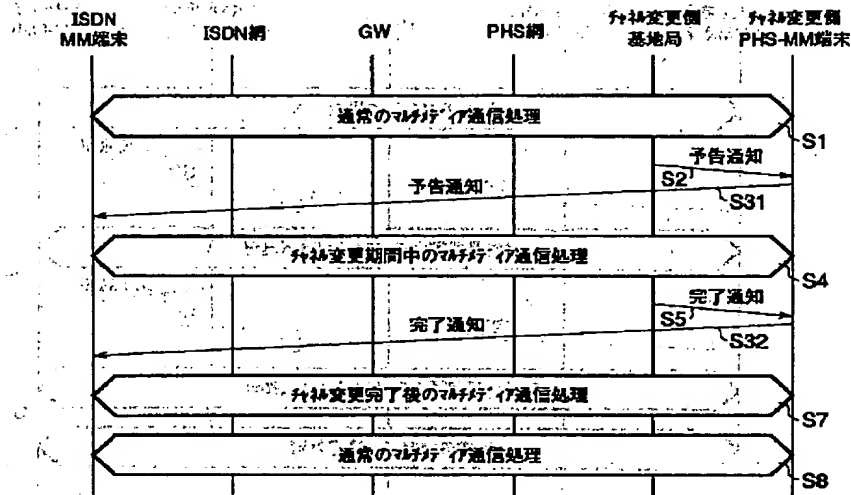 ISDN
MM端末
ISDN網
GW
PHS網
ﾁｬﾈﾙ変更側
基地局
ﾁｬﾈﾙ変更側
PHS-MM端末
通常のﾏﾙﾁﾒﾃﾞｨｱ通信処理
S1
予告通知
S2
予告通知
S31
ﾁｬﾈﾙ変更期間中のﾏﾙﾁﾒﾃﾞｨｱ通信処理
S4
完了通知
S5
完了通知
S32
ﾁｬﾈﾙ変更完了後のﾏﾙﾁﾒﾃﾞｨｱ通信処理
S7
通常のﾏﾙﾁﾒﾃﾞｨｱ通信処理
S8